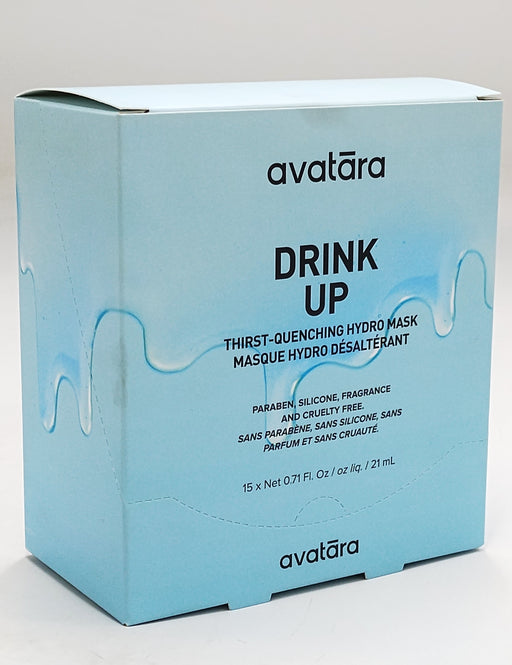 avatāra
DRINK
UP
THIRST-QUENCHING HYDRO MASK
MASQUE HYDRO DÉSALTÉRANT
PARABEN, SILICONE, FRAGRANCE
AND CRUELTY FREE.
SANS PARABÈNE, SANS SILICONE, SANS
PARFUM ET SANS CRUAUTÉ.
15 x Net 0.71 Fl. Oz / oz liq. / 21 mL
avatāra